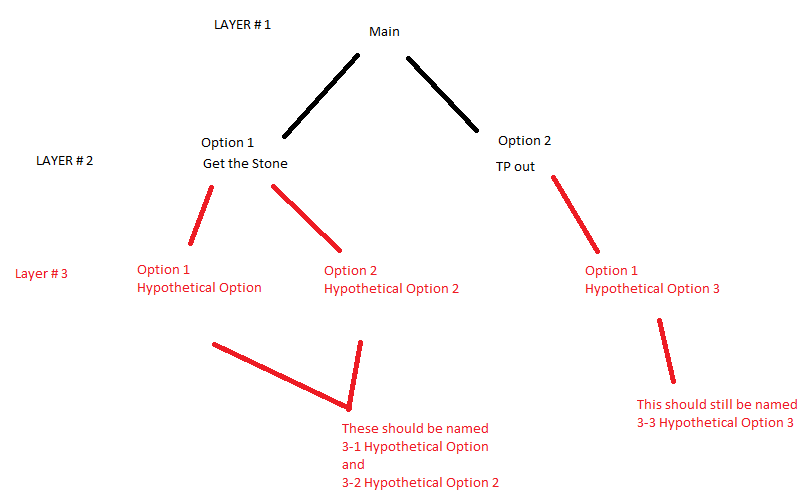 LAYER # 1
Main
Option 1
Get the Stone
Option 2
TP out
LAYER # 2
Layer # 3
Option 1
Hypothetical Option
Option 2
Hypothetical Option 2
Option 1
Hypothetical Option 3
These should be named
3-1 Hypothetical Option
and
3-2 Hypothetical Option 2
This should still be named
3-3 Hypothetical Option 3